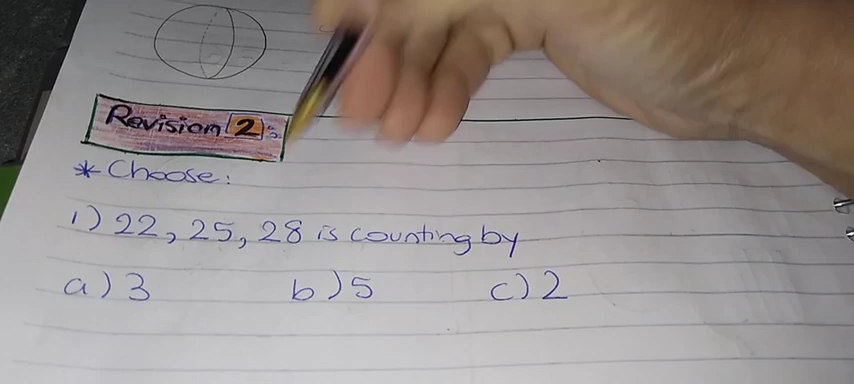 Revision 2:
* Choose:
1) 22, 25, 28 is counting by
a) 3 b) 5 c) 2